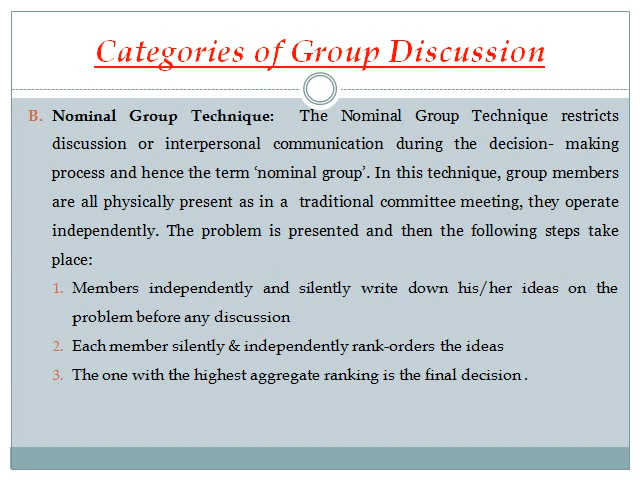 Categories of Group Discussion
B. Nominal Group Technique: The Nominal Group Technique restricts
discussion or interpersonal communication during the decision- making
process and hence the term ‘nominal group’. In this technique, group members
are all physically present as in a traditional committee meeting, they operate
independently. The problem is presented and then the following steps take
place:
1. Members independently and silently write down his/her ideas on the
problem before any discussion
2. Each member silently & independently rank-orders the ideas
3. The one with the highest aggregate ranking is the final decision .